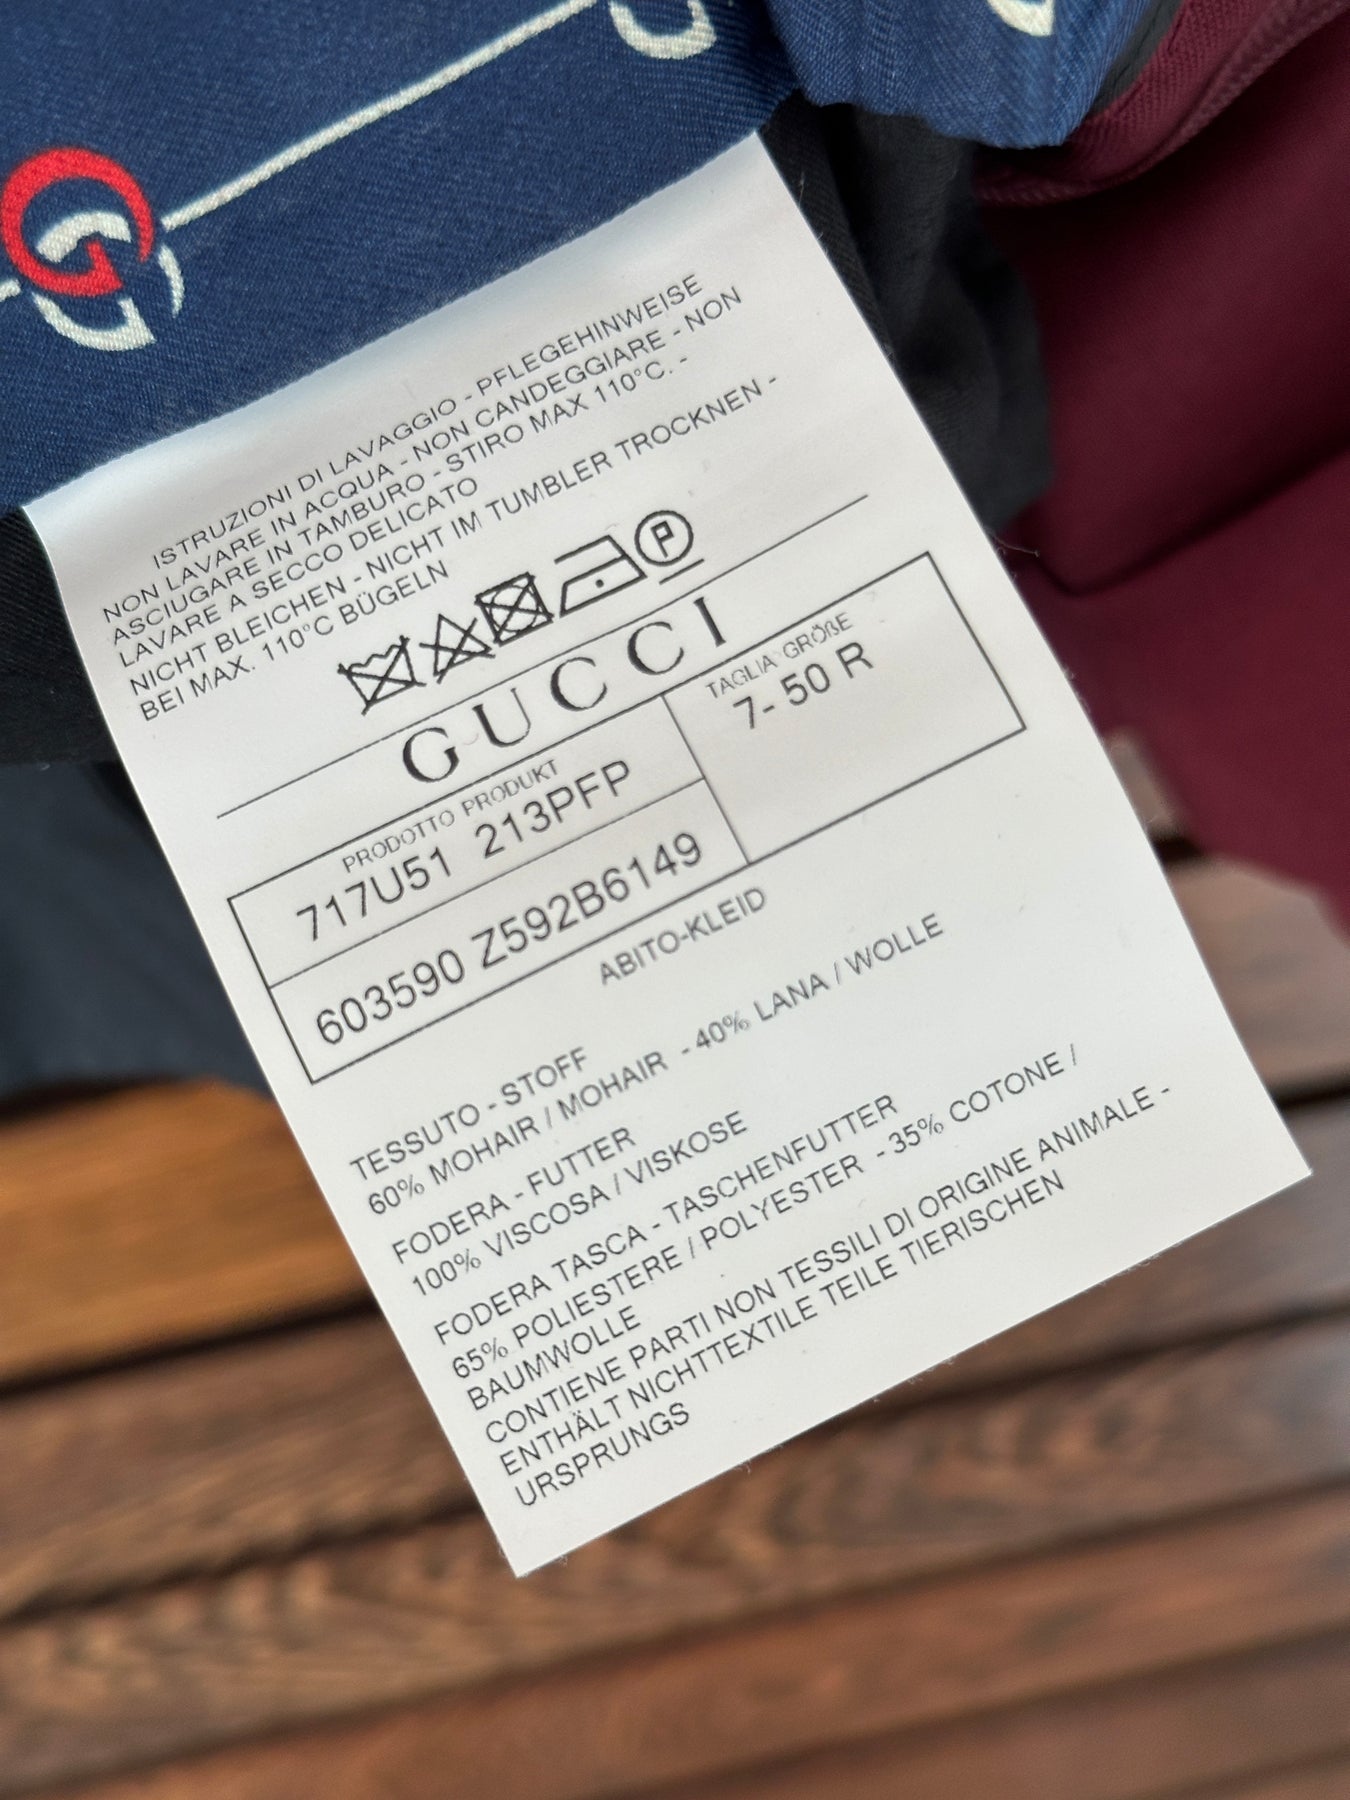 ISTRUZIONI DI LAVAGGIO - PFLEGEHINWEISE
NON LAVARE IN ACQUA - NON CANDEGGIARE - NON
ASCIUGARE IN TAMBURO - STIRO MAX 110°C. -
LAVARE A SECCO DELICATO
NICHT BLEICHEN - NICHT IM TUMBLER TROCKNEN -
BEI MAX. 110°C BÜGELN
P
GUCCI
PRODOTTO PRODUKT
TAGLIA GRÖßE
717U51 213PFP
7- 50 R
603590 Z592B6149
ABITO-KLEID
TESSUTO - STOFF
60% MOHAIR / MOHAIR - 40% LANA / WOLLE
FODERA - FUTTER
100% VISCOSA / VISKOSE
FODERA TASCA - TASCHENFUTTER
65% POLIESTERE / POLYESTER - 35% COTONE /
BAUMWOLLE
CONTIENE PARTI NON TESSILI DI ORIGINE ANIMALE -
ENTHÄLT NICHTTEXTILE TEILE TIERISCHEN
URSPRUNGS